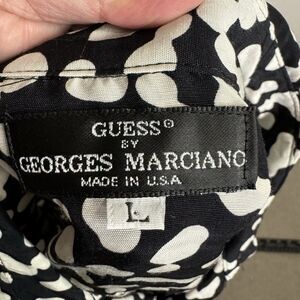 GUESS®
BY
GEORGES MARCIANO
MADE IN U.S.A
L